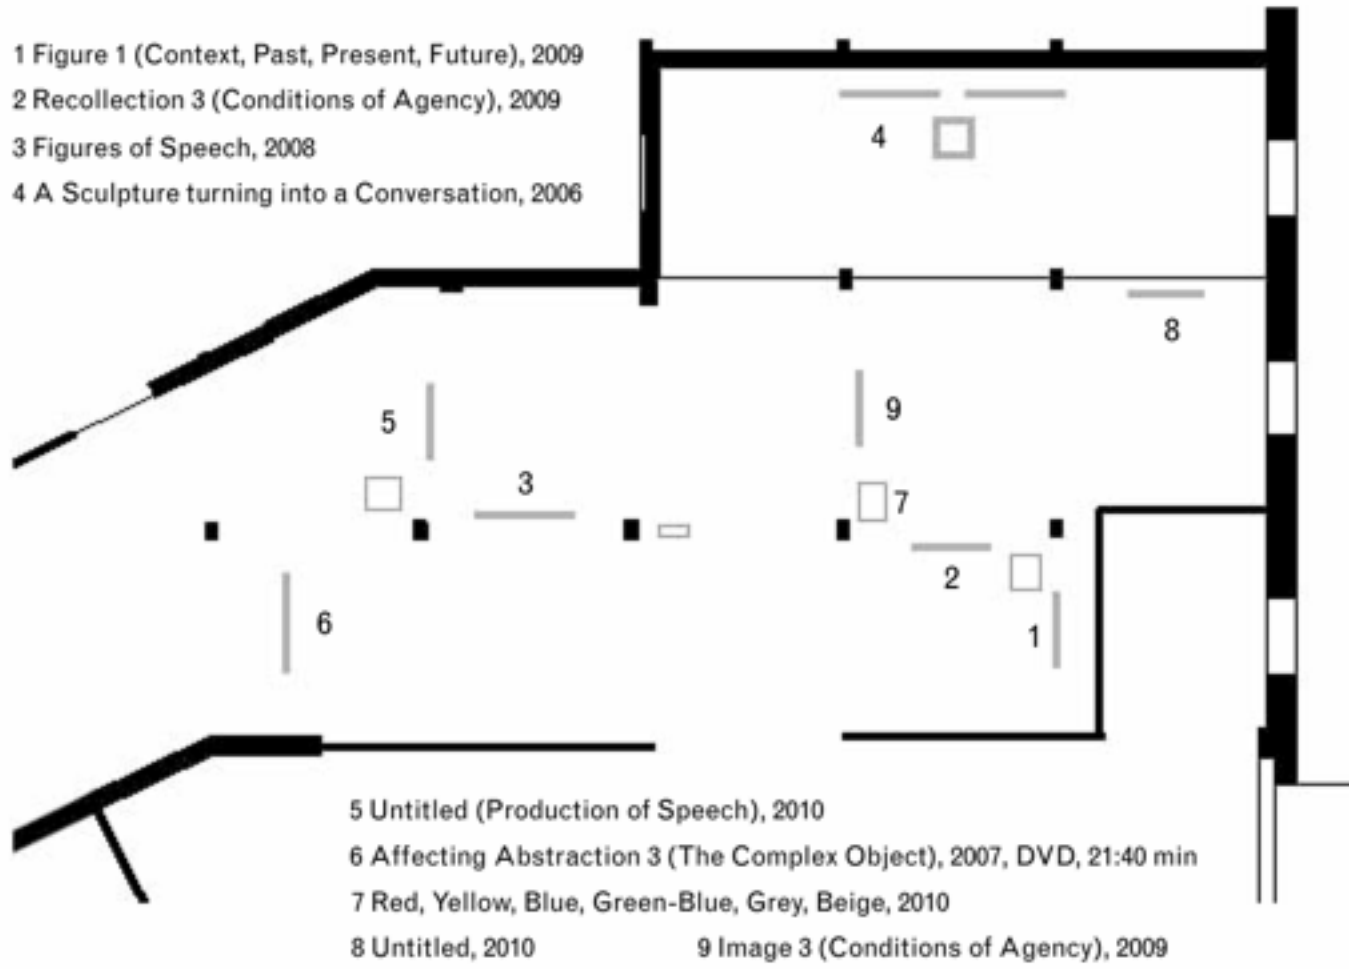 1 Figure 1 (Context, Past, Present, Future), 2009
2 Recollection 3 (Conditions of Agency), 2009
3 Figures of Speech, 2008
4 A Sculpture turning into a Conversation, 2006
4
8
5
9
3
7
2
6
1
5 Untitled (Production of Speech), 2010
6 Affecting Abstraction 3 (The Complex Object), 2007, DVD, 21:40 min
7 Red, Yellow, Blue, Green-Blue, Grey, Beige, 2010
8 Untitled, 2010
9 Image 3 (Conditions of Agency), 2009